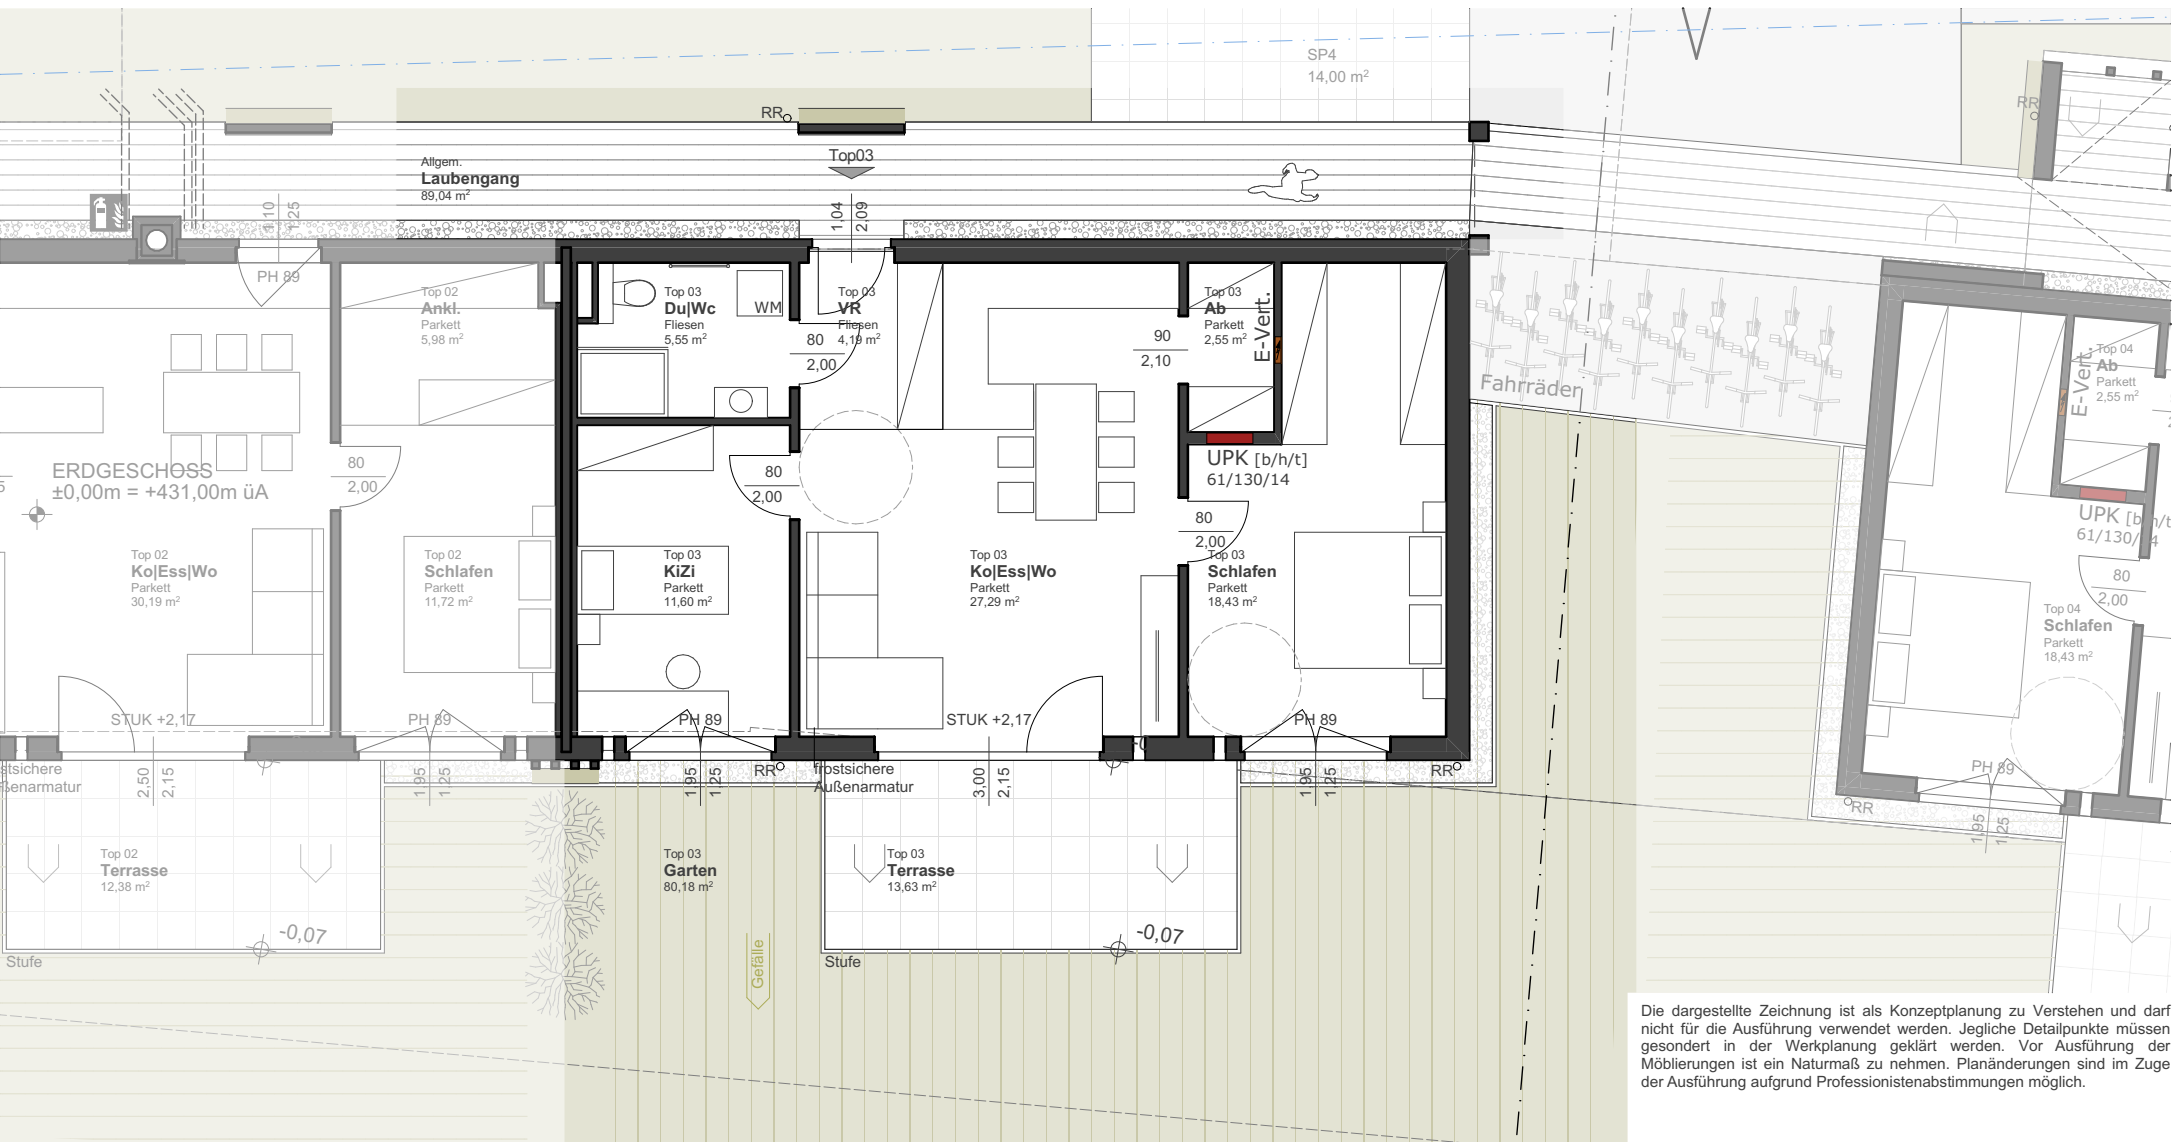 SP4
14,00 m²
RR
RR
Allgem.
Laubengang
89,04 m²
Top03
1,10
1,25
1,04
2,09
PH 89
Top 02
Ankl.
Parkett
5,98 m²
Top 03
Du|Wc
Fliesen
5,55 m²
WM
Top 03
VR
Fliesen
4,19 m²
80
2,00
90
2,10
Top 03
Ab
Parkett
2,55 m²
E-Vert.
Fahrräder
E-Vert.
Top 04
Ab
Parkett
2,55 m²
ERDGESCHOSS
±0,00m = +431,00m üA
80
2,00
80
2,00
UPK [b/h/t]
61/130/14
80
2,00
UPK [b/h/t]
61/130/14
80
2,00
Top 02
Ko|Ess|Wo
Parkett
30,19 m²
Top 02
Schlafen
Parkett
11,72 m²
Top 03
KiZi
Parkett
11,60 m²
Top 03
Ko|Ess|Wo
Parkett
27,29 m²
Top 03
Schlafen
Parkett
18,43 m²
Top 04
Schlafen
Parkett
18,43 m²
STUK +2,17
PH 89
PH 89
STUK +2,17
PH 89
PH 89
2,50
2,15
1,95
1,25
1,95
1,25
RR
frostsichere
Außenarmatur
3,00
2,15
1,95
1,25
RR
RR
1,95
1,25
Top 02
Terrasse
12,38 m²
Top 03
Garten
80,18 m²
Top 03
Terrasse
13,63 m²
-0,07
-0,07
Stufe
Stufe
Gefälle
Die dargestellte Zeichnung ist als Konzeptplanung zu Verstehen und darf
nicht für die Ausführung verwendet werden. Jegliche Detailpunkte müssen
gesondert in der Werkplanung geklärt werden. Vor Ausführung der
Möblierungen ist ein Naturmaß zu nehmen. Planänderungen sind im Zuge
der Ausführung aufgrund Professionistenabstimmungen möglich.